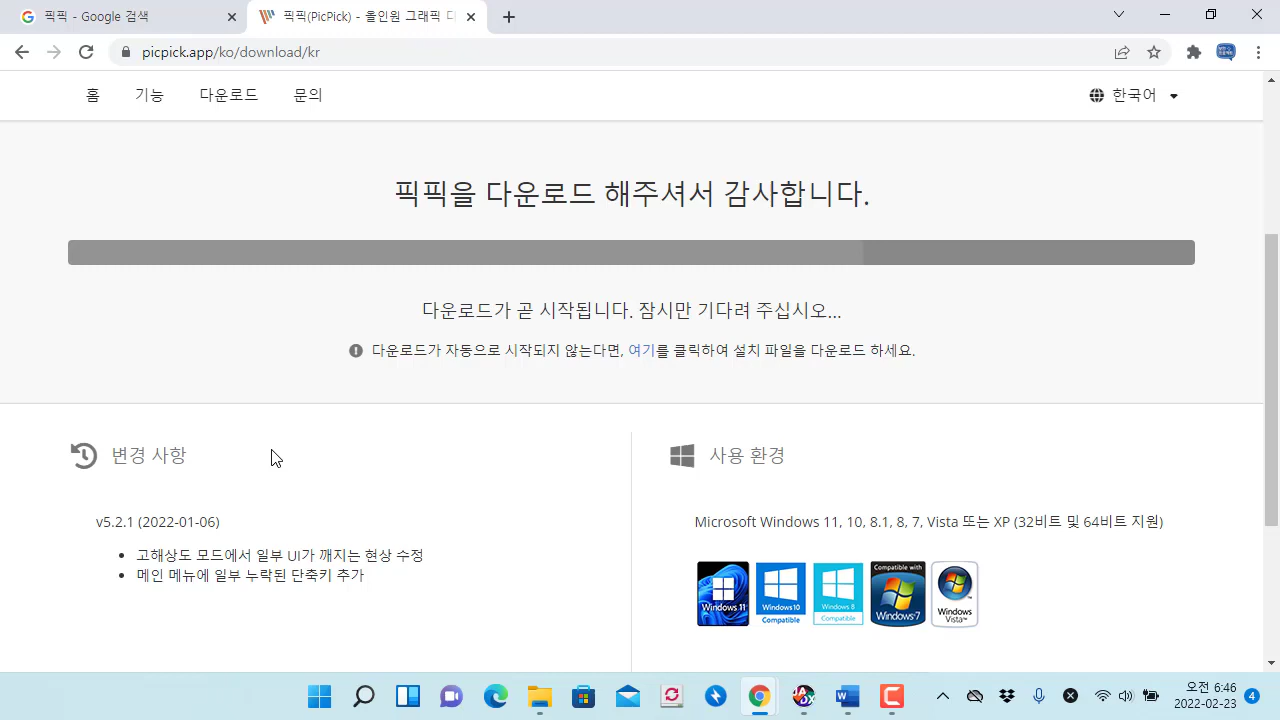 픽픽 - Google 검색
픽픽(PicPick) - 올인원 그래픽 디
picpick.app/ko/download/kr
홈 기능 다운로드 문의 한국어
픽픽을 다운로드 해주셔서 감사합니다.
다운로드가 곧 시작됩니다. 잠시만 기다려 주십시오...
다운로드가 자동으로 시작되지 않는다면, 여기를 클릭하여 설치 파일을 다운로드 하세요.
변경 사항
v5.2.1 (2022-01-06)
• 고해상도 모드에서 일부 UI가 깨지는 현상 수정
• 메인 메뉴에 일부 누락된 단축키 추가
사용 환경
Microsoft Windows 11, 10, 8.1, 8, 7, Vista 또는 XP (32비트 및 64비트 지원)
Windows 11
Windows10
Compatible
Windows 8
Compatible
Compatible with
Windows7
Windows
Vista™
오전 6:46
2022-02-23
4